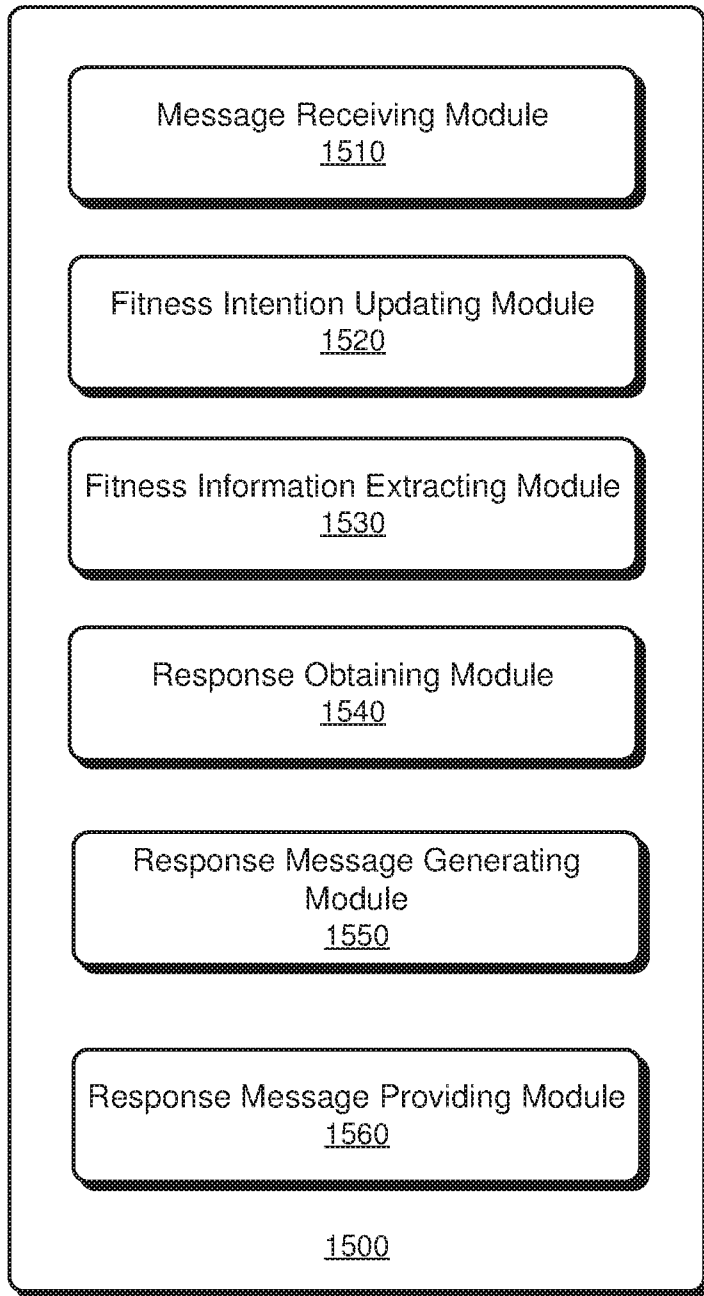 Message Receiving Module
1510
Fitness Intention Updating Module
1520
Fitness Information Extracting Module
1530
Response Obtaining Module
1540
Response Message Generating
Module
1550
Response Message Providing Module
1560
1500